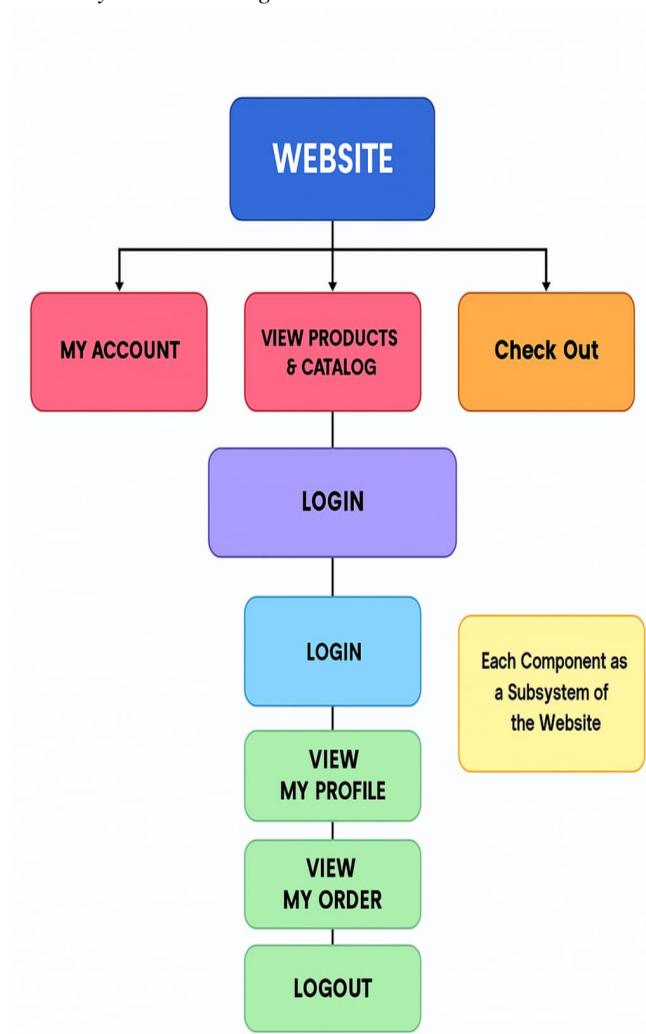 WEBSITE
MY ACCOUNT
VIEW PRODUCTS
& CATALOG
Check Out
LOGIN
LOGIN
Each Component as
a Subsystem of
the Website
VIEW
MY PROFILE
VIEW
MY ORDER
LOGOUT